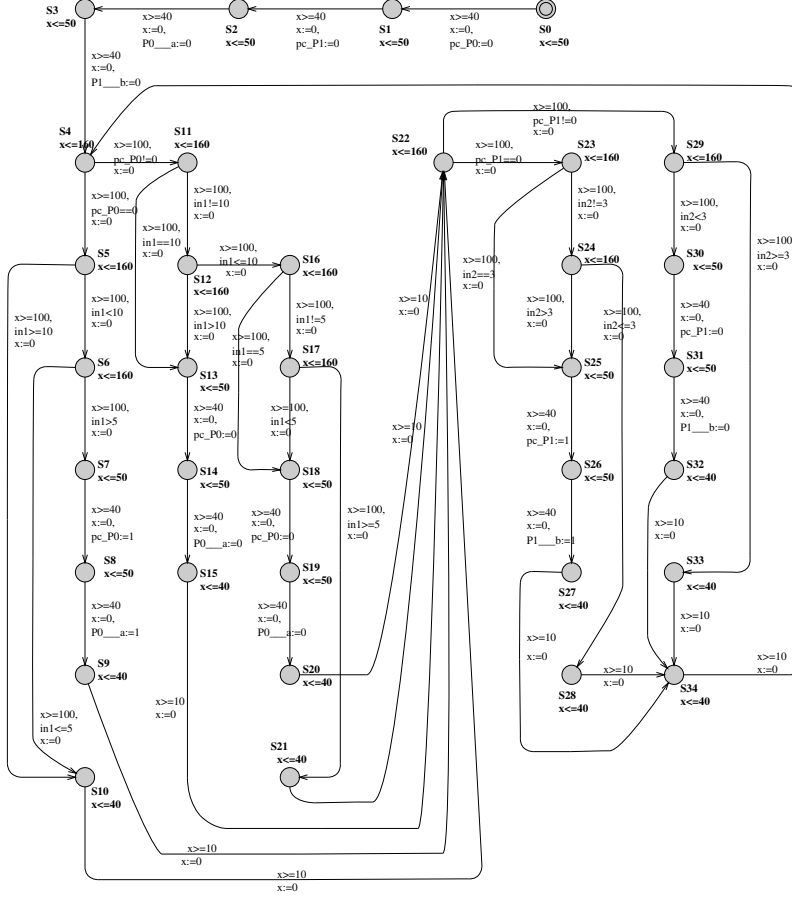 S3
x<=50
x>=40
x:=0,
P0___a:=0
S2
x<=50
x>=40
x:=0,
pc_P1:=0
S1
x<=50
x>=40
x:=0,
pc_P0:=0
S0
x<=50
x>=40
x:=0,
P1___b:=0
S4
x<=160
x>=100,
pc_P0!=0
x:=0
S11
x<=160
S22
x<=160
x>=100,
pc_P1!=0
x:=0
x>=100,
pc_P1==0
x:=0
S23
x<=160
S29
x<=160
x>=100,
pc_P0==0
x:=0
x>=100,
in1==10
x:=0
x>=100,
in1!=10
x:=0
x>=100,
in2!=3
x:=0
x>=100,
in2<3
x:=0
x>=100,
in2>=3
x:=0
S5
x<=160
S12
x<=160
x>=100,
in1<=10
x:=0
S16
x<=160
x>=100,
in2==3
x:=0
S24
x<=160
S30
x<=50
x>=100,
in1>=10
x:=0
x>=100,
in1<10
x:=0
x>=100,
in1>10
x:=0
x>=100,
in1==5
x:=0
x>=100,
in1!=5
x:=0
x>=10
x:=0
x>=100,
in2>3
x:=0
x>=100,
in2<=3
x:=0
x>=40
x:=0,
pc_P1:=0
S6
x<=160
S13
x<=50
S17
x<=160
S25
x<=50
S31
x<=50
x>=100,
in1>5
x:=0
x>=40
x:=0,
pc_P0:=0
x>=100,
in1<5
x:=0
x>=10
x:=0
x>=40
x:=0,
pc_P1:=1
x>=40
x:=0,
P1___b:=0
S7
x<=50
S14
x<=50
S18
x<=50
S26
x<=50
S32
x<=40
x>=40
x:=0,
pc_P0:=1
x>=40
x:=0,
P0___a:=0
x>=40
x:=0,
pc_P0:=0
x>=100,
in1>=5
x:=0
x>=40
x:=0,
P1___b:=1
x>=10
x:=0
S8
x<=50
S15
x<=40
S19
x<=50
S27
x<=40
S33
x<=40
x>=40
x:=0,
P0___a:=1
x>=40
x:=0,
P0___a:=0
x>=10
x:=0
x>=10
x:=0
S9
x<=40
x>=10
x:=0
S20
x<=40
S28
x<=40
x>=10
x:=0
S34
x<=40
x>=10
x:=0
x>=100,
in1<=5
x:=0
S10
x<=40
S21
x<=40
x>=10
x:=0
x>=10
x:=0